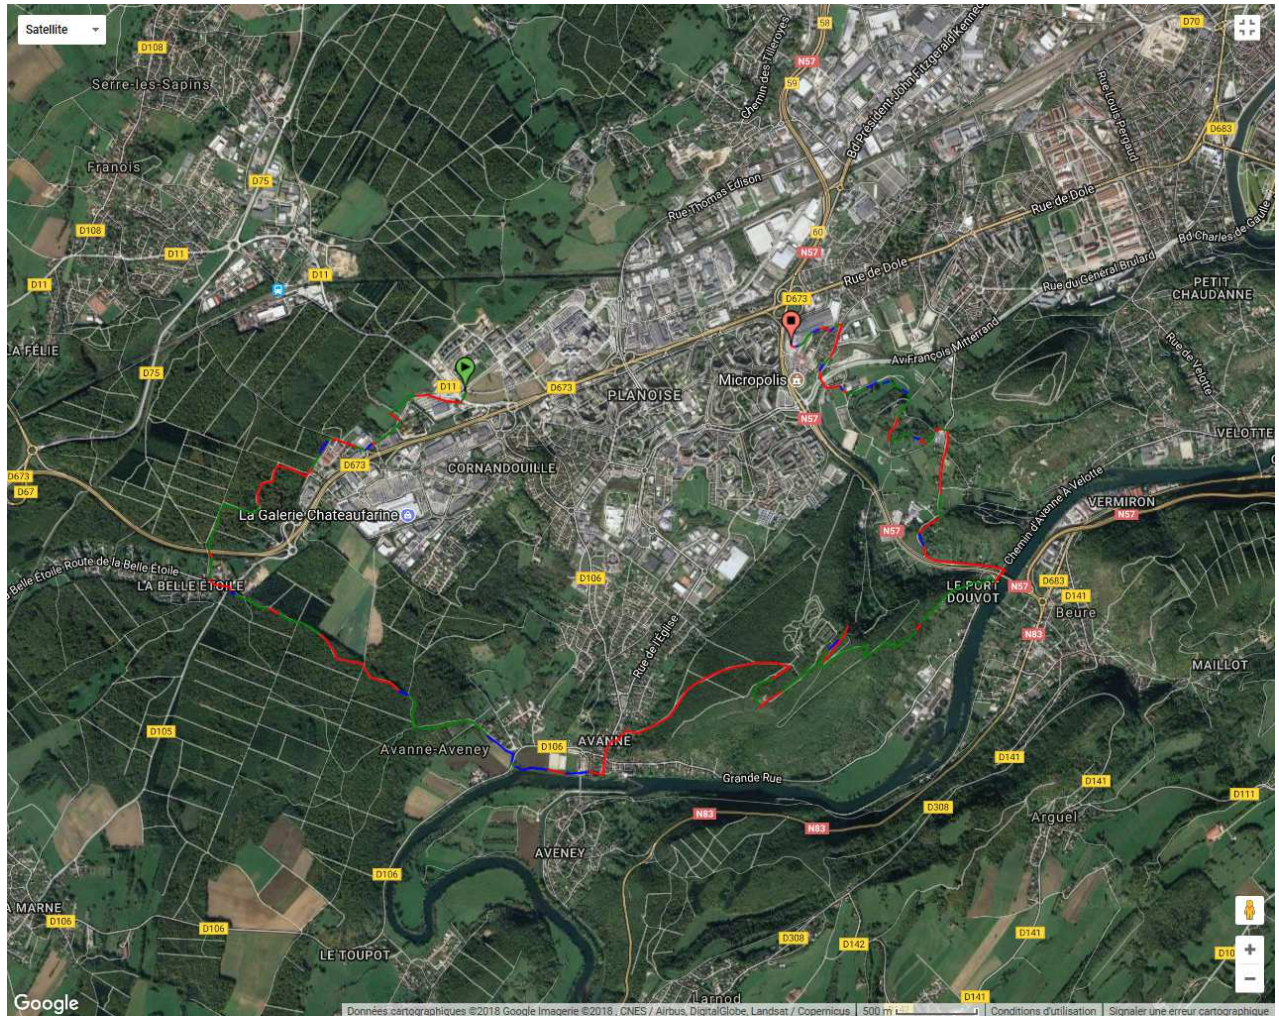 Satellite
D108
Serre-les-Sapins
58
N57
D70
59
Chemin des Tilleroyes
Bd Président John Fitzgerald Kennedy
Rue Louis Pergaud
D683
Franois
D75
Rue Thomas Edison
Rue de Dole
D108
D11
60
N57
Bd Charles de Gaulle
D11
D11
Rue de Dole
Rue du Général Brulard
PETIT
CHAUDANNE
D673
LA FÉLIE
D75
Av François Mitterrand
Rue de Velotte
D11
D673
PLANOISE
Micropolis
N57
VELOTTE
D673
D67
D673
CORNANDOUILLE
La Galerie Chateaufarine
Chemin d'Avanne À Velotte
VERMIRON
N57
N57
Belle Étoile Route de la Belle Étoile
LA BELLE ÉTOILE
D106
LE PORT
DOUVOT
N57
D683
D141
Beure
N83
Rue de l'Église
MAILLOT
D105
Avanne-Aveney
D106
AVANNE
Grande Rue
D141
D141
D111
D308
N83
N83
Arguel
AVENEY
D106
A MARNE
D106
D106
LE TOUPOT
D308
D142
D141
Larnod
D141
Google
Données cartographiques ©2018 Google Imagerie ©2018 , CNES / Airbus, DigitalGlobe, Landsat / Copernicus
500 m
Conditions d'utilisation
Signaler une erreur cartographique